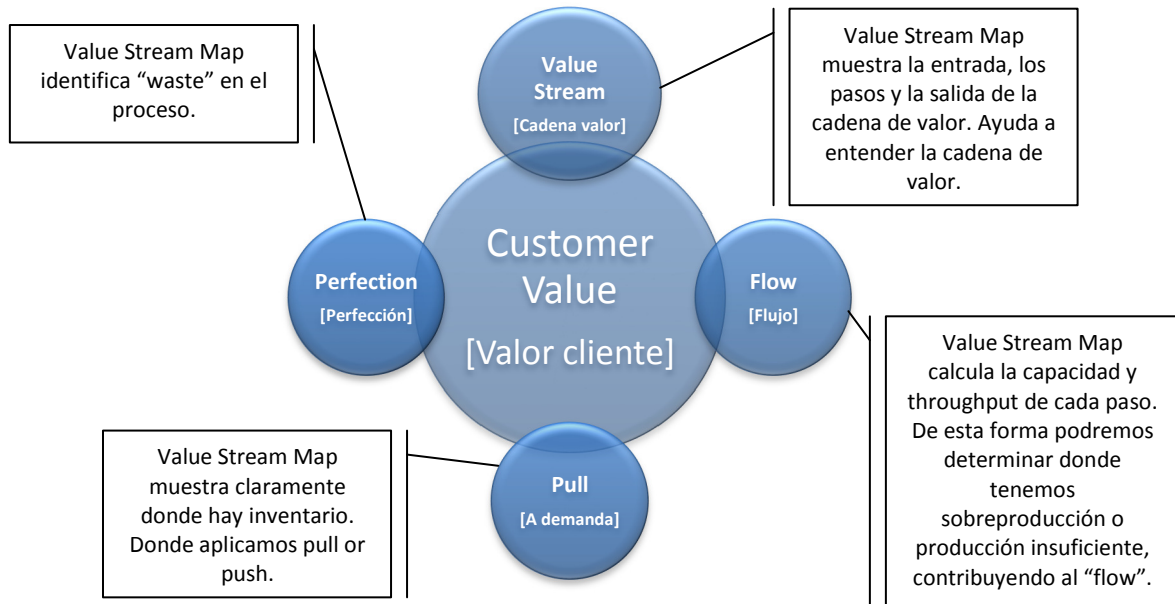 Value Stream Map
identifica “waste” en el
proceso.
Value
Stream
[Cadena valor]
Value Stream Map
muestra la entrada, los
pasos y la salida de la
cadena de valor. Ayuda a
entender la cadena de
valor.
Customer
Value
[Valor cliente]
Perfection
[Perfección]
Flow
[Flujo]
Value Stream Map
calcula la capacidad y
throughput de cada paso.
De esta forma podremos
determinar donde
tenemos
sobreproducción o
producción insuficiente,
contribuyendo al “flow”.
Value Stream Map
muestra claramente
donde hay inventario.
Donde aplicamos pull or
push.
Pull
[A demanda]